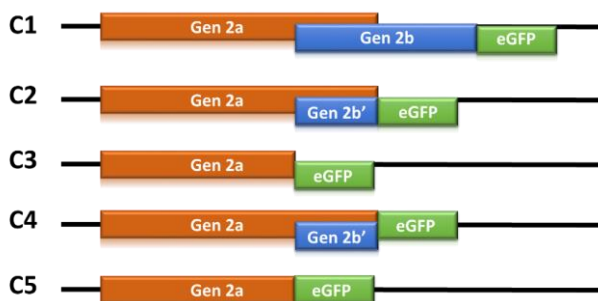 C1 Gen 2a
Gen 2b eGFP
C2 Gen 2a
Gen 2b’ eGFP
C3 Gen 2a
eGFP
C4 Gen 2a eGFP
Gen 2b’
C5 Gen 2a eGFP